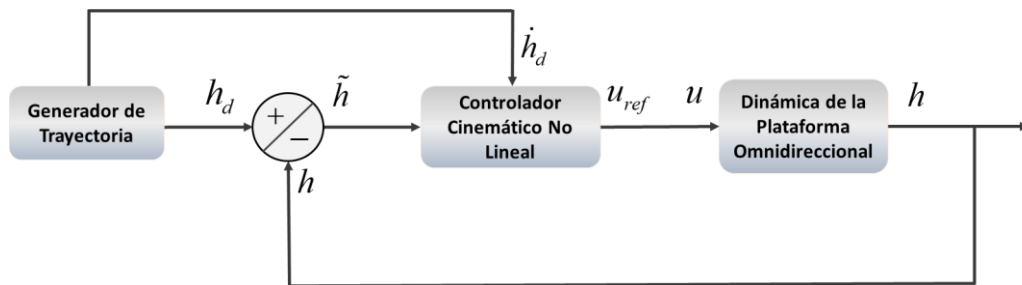 ḣ_d
Generador de
Trayectoria
h_d
+
−
h̃
h
Controlador
Cinemático No
Lineal
u_ref
u
Dinámica de la
Plataforma
Omnidireccional
h